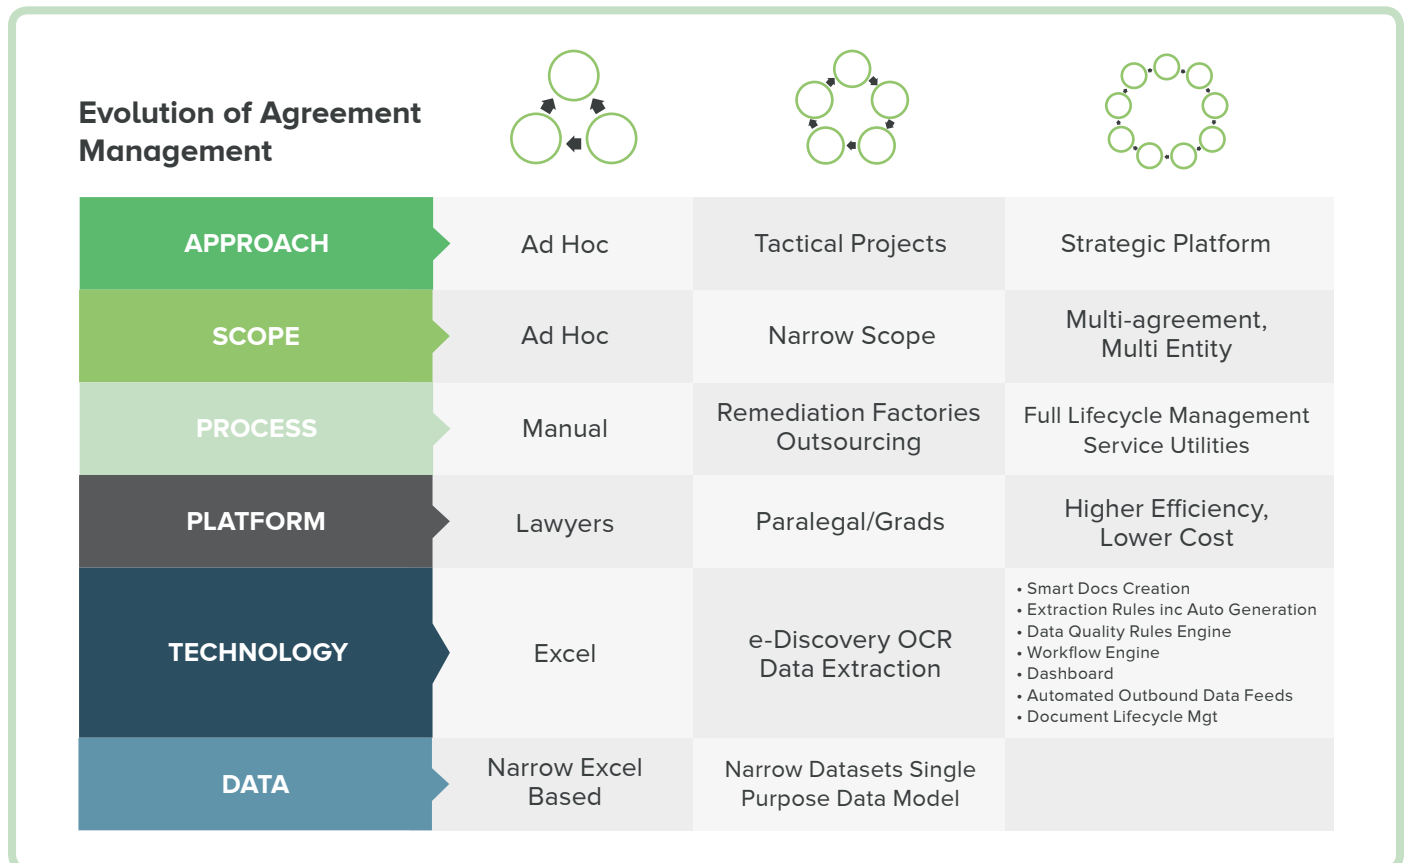 Evolution of Agreement
Management
APPROACH
Ad Hoc
Tactical Projects
Strategic Platform
SCOPE
Ad Hoc
Narrow Scope
Multi-agreement,
Multi Entity
PROCESS
Manual
Remediation Factories
Outsourcing
Full Lifecycle Management
Service Utilities
PLATFORM
Lawyers
Paralegal/Grads
Higher Efficiency,
Lower Cost
TECHNOLOGY
Excel
e-Discovery OCR
Data Extraction
• Smart Docs Creation
• Extraction Rules inc Auto Generation
• Data Quality Rules Engine
• Workflow Engine
• Dashboard
• Automated Outbound Data Feeds
• Document Lifecycle Mgt
DATA
Narrow Excel
Based
Narrow Datasets Single
Purpose Data Model